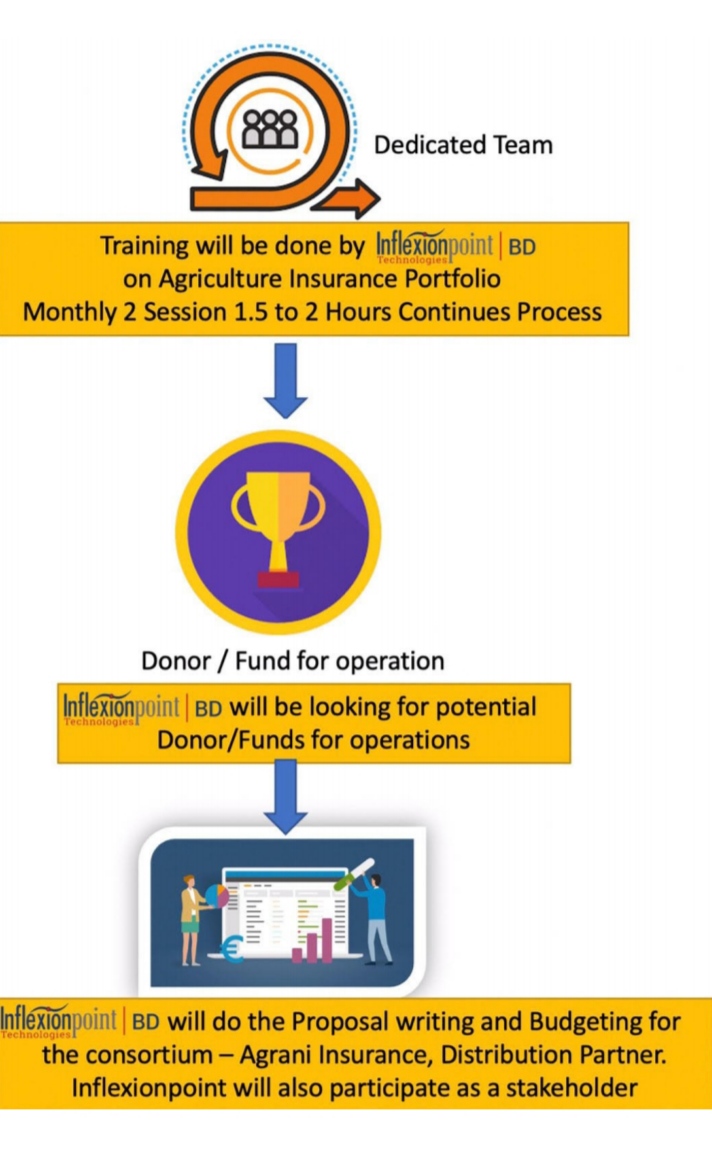 Dedicated Team
Training will be done by Inflexionpoint | BD
Technologies
on Agriculture Insurance Portfolio
Monthly 2 Session 1.5 to 2 Hours Continues Process
Donor / Fund for operation
Inflexionpoint | BD will be looking for potential
Technologies
Donor/Funds for operations
€
Inflexionpoint | BD will do the Proposal writing and Budgeting for
Technologies
the consortium – Agrani Insurance, Distribution Partner.
Inflexionpoint will also participate as a stakeholder